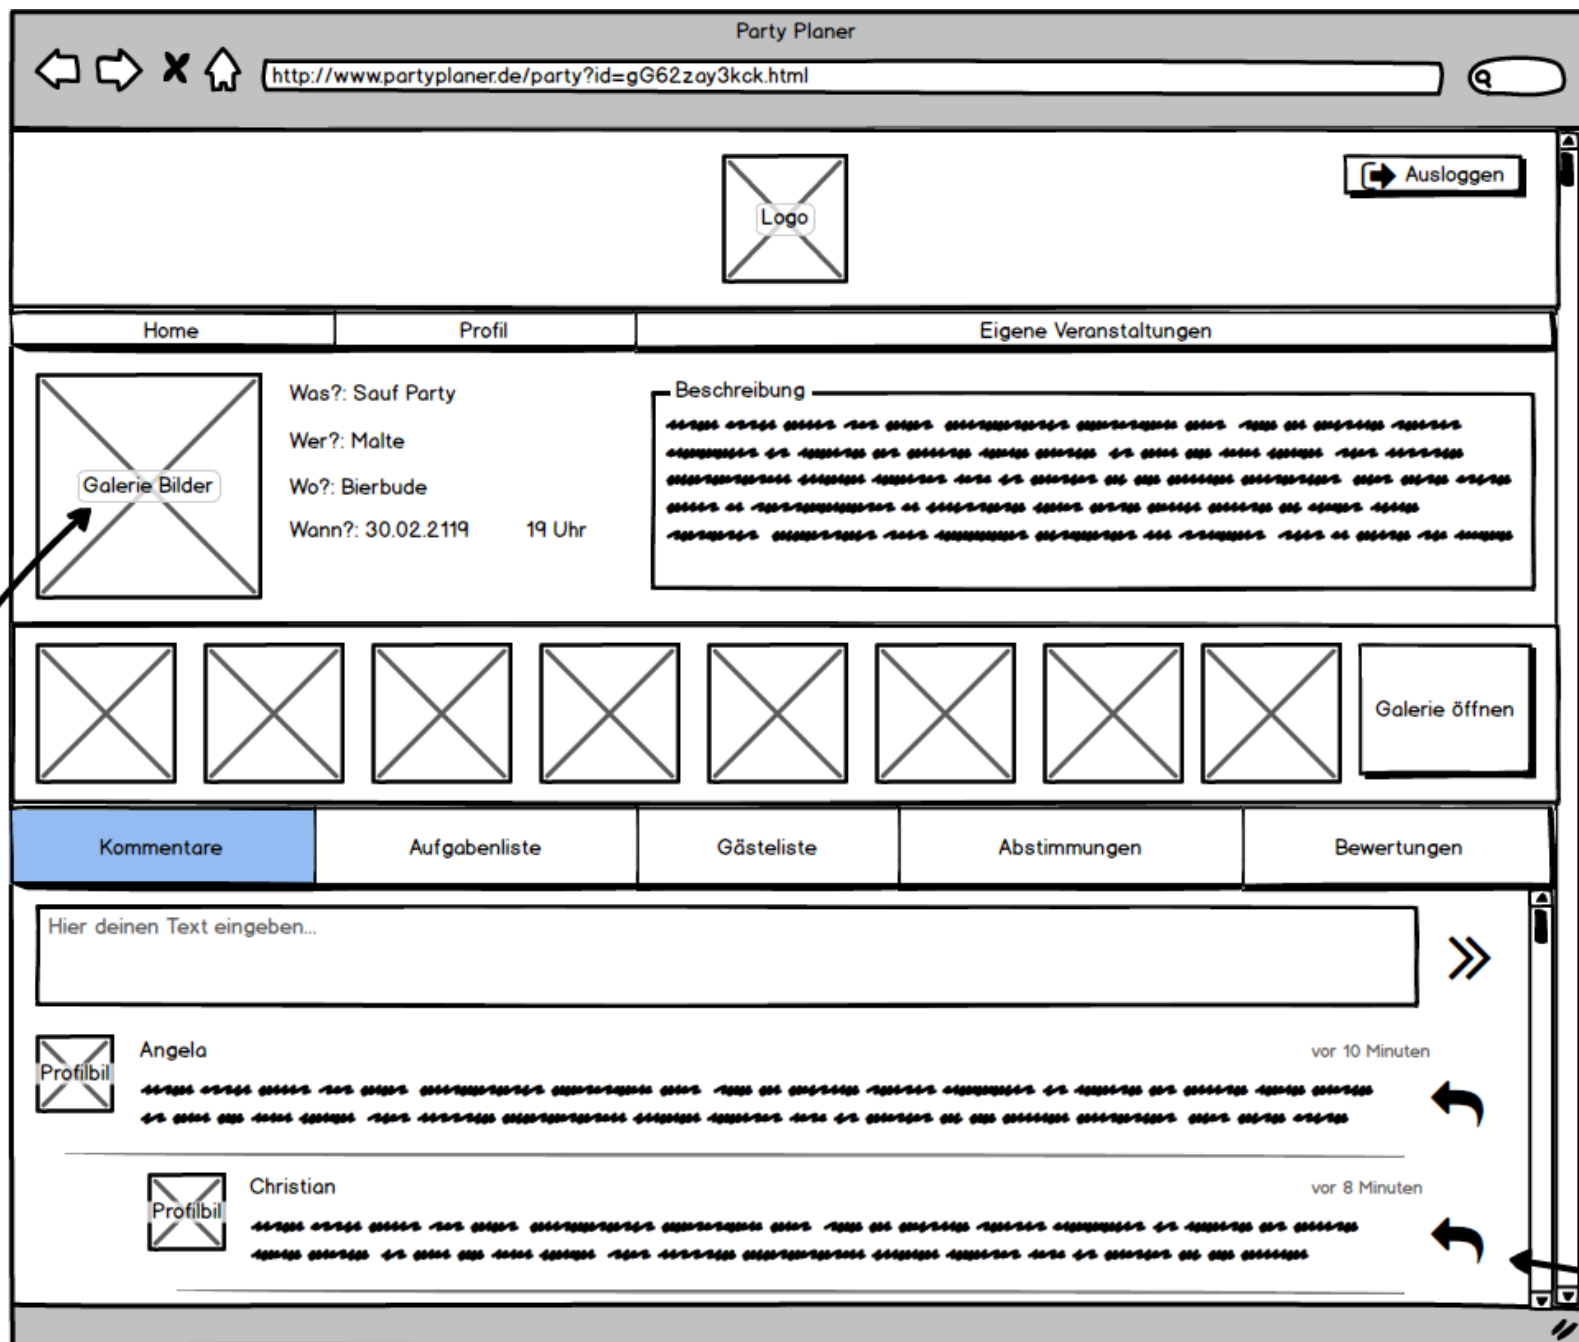 Party Planer
http://www.partyplaner.de/party?id=gG62zay3kck.html
Logo
Ausloggen
Home Profil Eigene Veranstaltungen
Galerie Bilder
Was?: Sauf Party
Wer?: Malte
Wo?: Bierbude
Wann?: 30.02.2119 19 Uhr
Beschreibung
Galerie öffnen
Kommentare Aufgabenliste Gästeliste Abstimmungen Bewertungen
Hier deinen Text eingeben...
Profilbil
Angela vor 10 Minuten
Profilbil
Christian vor 8 Minuten